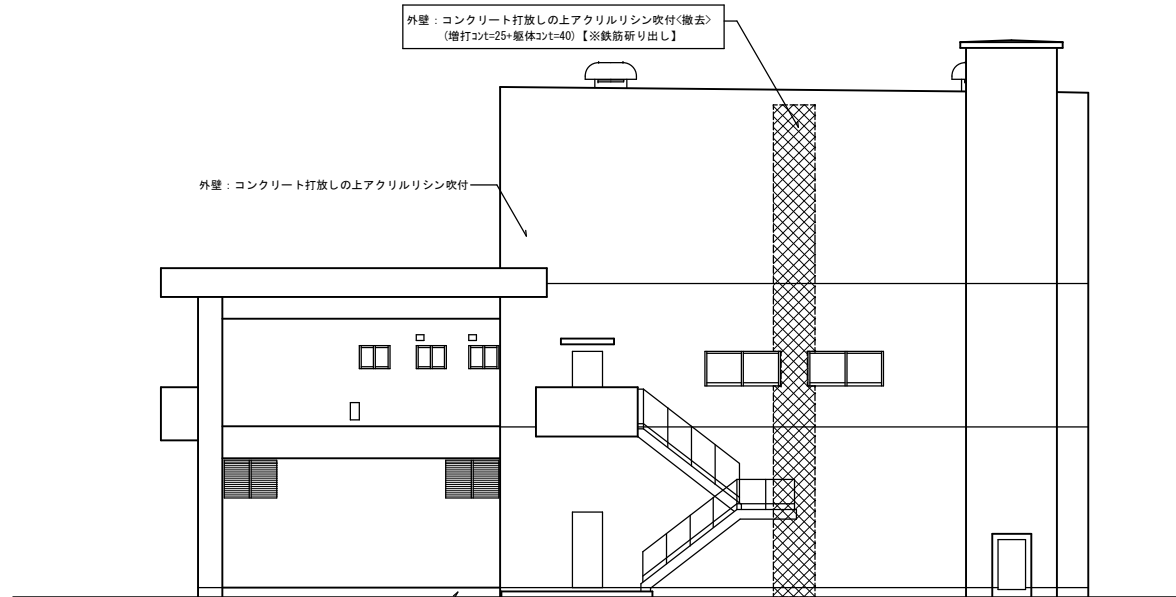 外壁：コンクリート打放しの上アクリルリシン吹付<撤去>
(増打コンt=25+躯体コンt=40)【※鉄筋斫り出し】
外壁：コンクリート打放しの上アクリルリシン吹付